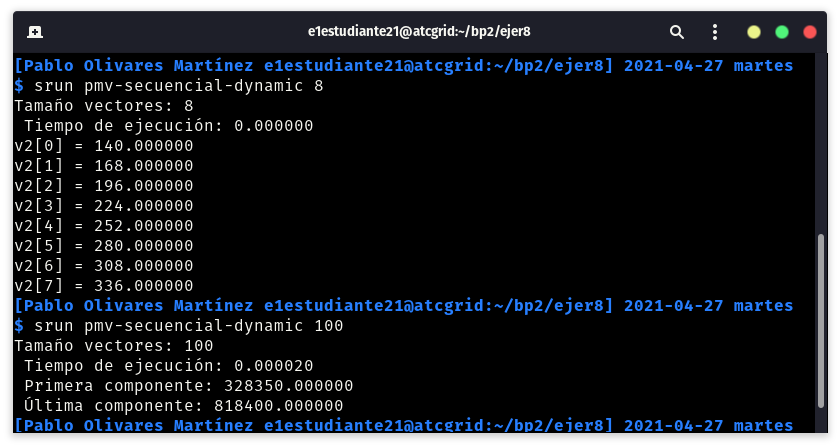 e1estudiante21@atcgrid:~/bp2/ejer8
[Pablo Olivares Martínez e1estudiante21@atcgrid:~/bp2/ejer8] 2021-04-27 martes
$ srun pmv-secuencial-dynamic 8
Tamaño vectores: 8
 Tiempo de ejecución: 0.000000
v2[0] = 140.000000
v2[1] = 168.000000
v2[2] = 196.000000
v2[3] = 224.000000
v2[4] = 252.000000
v2[5] = 280.000000
v2[6] = 308.000000
v2[7] = 336.000000
[Pablo Olivares Martínez e1estudiante21@atcgrid:~/bp2/ejer8] 2021-04-27 martes
$ srun pmv-secuencial-dynamic 100
Tamaño vectores: 100
 Tiempo de ejecución: 0.000020
 Primera componente: 328350.000000
 Última componente: 818400.000000
[Pablo Olivares Martínez e1estudiante21@atcgrid:~/bp2/ejer8] 2021-04-27 martes